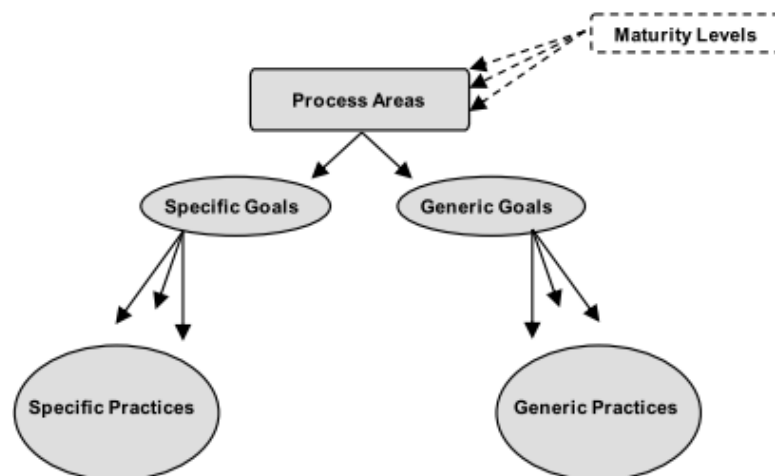 Maturity Levels
Process Areas
Specific Goals
Generic Goals
Specific Practices
Generic Practices